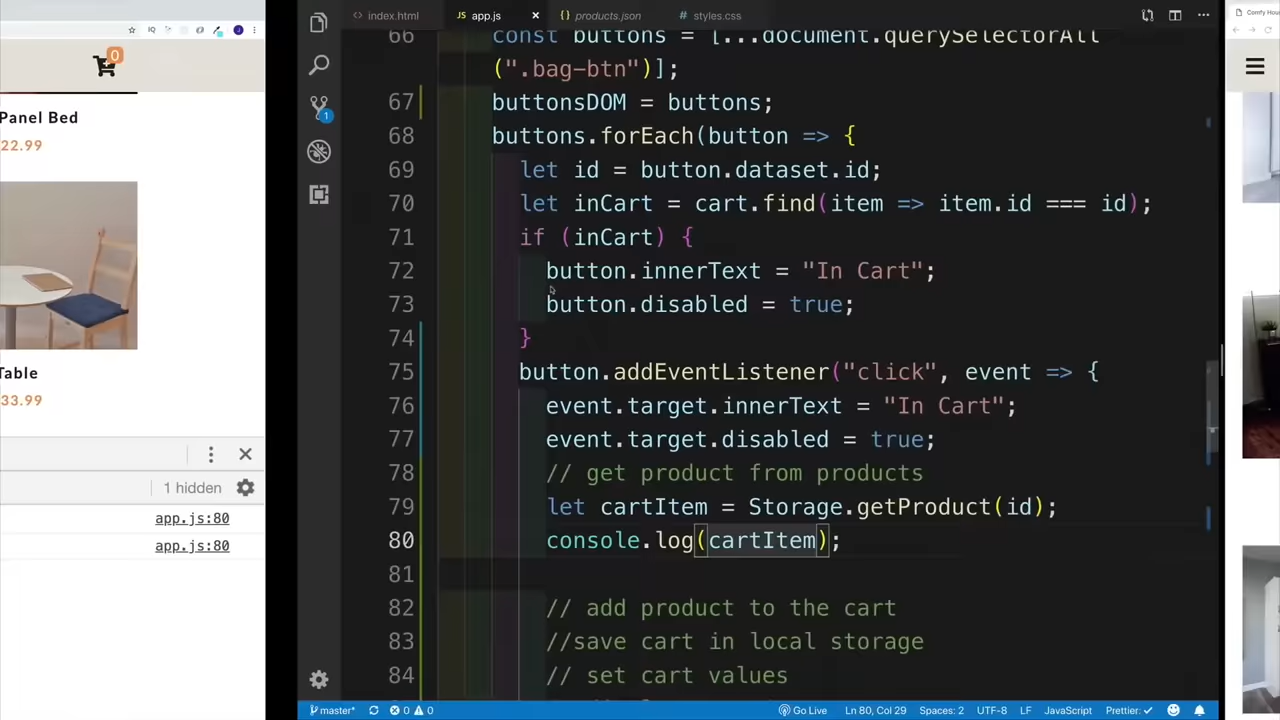 index.html
app.js
products.json
styles.css
Comfy Hou
IQ
J
0
Panel Bed
22.99
Table
33.99
1 hidden
app.js:80
app.js:80
1
66 const buttons = [...document.querySelectorAll
(".bag-btn")];
67 buttonsDOM = buttons;
68 buttons.forEach(button => {
69 let id = button.dataset.id;
70 let inCart = cart.find(item => item.id === id);
71 if (inCart) {
72 button.innerText = "In Cart";
73 button.disabled = true;
74 }
75 button.addEventListener("click", event => {
76 event.target.innerText = "In Cart";
77 event.target.disabled = true;
78 // get product from products
79 let cartItem = Storage.getProduct(id);
80 console.log(cartItem);
81
82 // add product to the cart
83 //save cart in local storage
84 // set cart values
master* 0 0 Go Live Ln 80, Col 29 Spaces: 2 UTF-8 LF JavaScript Prettier: ✓